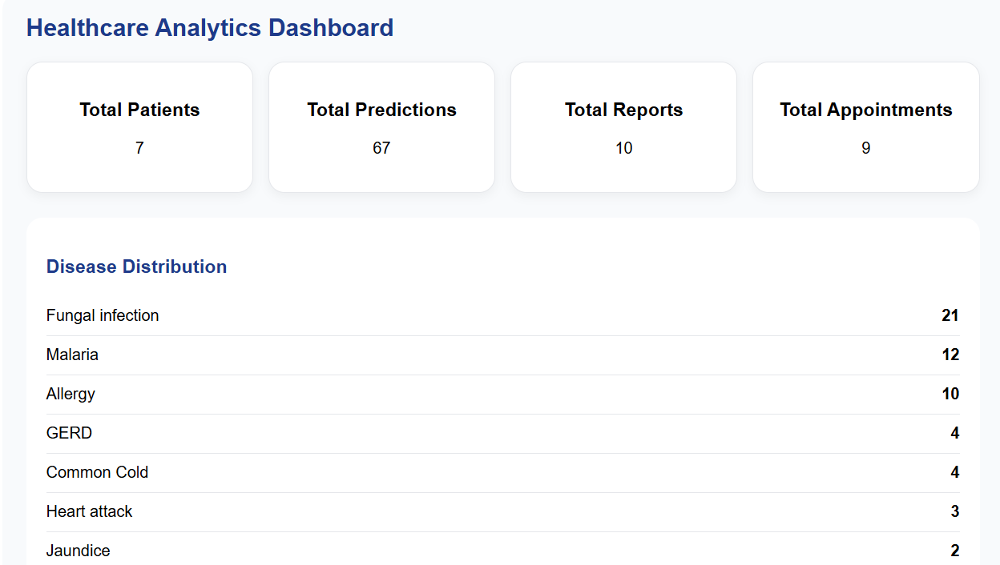 Healthcare Analytics Dashboard
Total Patients
7
Total Predictions
67
Total Reports
10
Total Appointments
9
Disease Distribution
Fungal infection 21
Malaria 12
Allergy 10
GERD 4
Common Cold 4
Heart attack 3
Jaundice 2